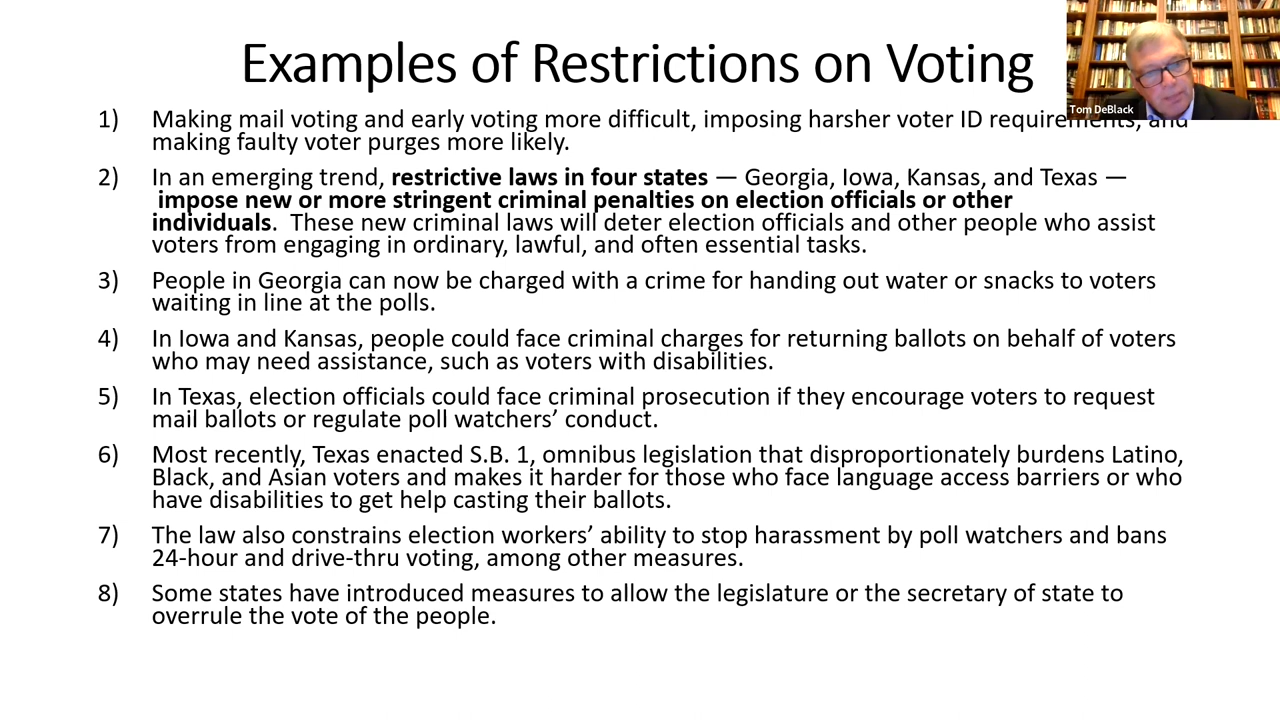 Examples of Restrictions on Voting
Tom DeBlack
1) Making mail voting and early voting more difficult, imposing harsher voter ID requirements, and
making faulty voter purges more likely.
2) In an emerging trend, restrictive laws in four states — Georgia, Iowa, Kansas, and Texas —
impose new or more stringent criminal penalties on election officials or other
individuals. These new criminal laws will deter election officials and other people who assist
voters from engaging in ordinary, lawful, and often essential tasks.
3) People in Georgia can now be charged with a crime for handing out water or snacks to voters
waiting in line at the polls.
4) In Iowa and Kansas, people could face criminal charges for returning ballots on behalf of voters
who may need assistance, such as voters with disabilities.
5) In Texas, election officials could face criminal prosecution if they encourage voters to request
mail ballots or regulate poll watchers’ conduct.
6) Most recently, Texas enacted S.B. 1, omnibus legislation that disproportionately burdens Latino,
Black, and Asian voters and makes it harder for those who face language access barriers or who
have disabilities to get help casting their ballots.
7) The law also constrains election workers’ ability to stop harassment by poll watchers and bans
24-hour and drive-thru voting, among other measures.
8) Some states have introduced measures to allow the legislature or the secretary of state to
overrule the vote of the people.